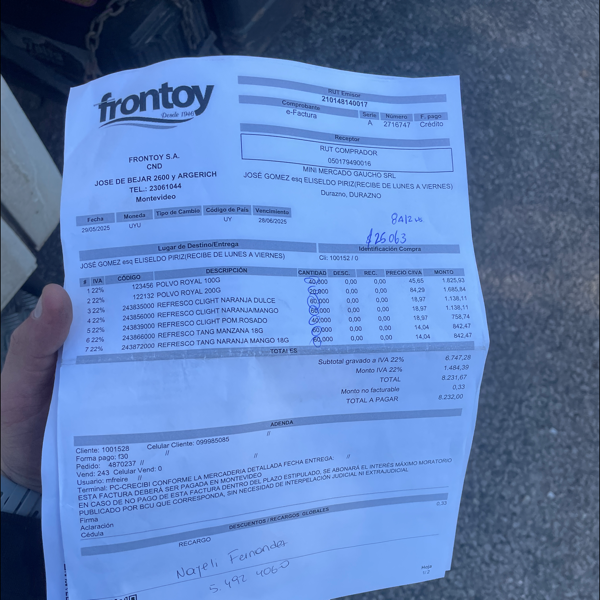 frontoy
Desde 1946
RUT Emisor
210148140017
Comprobante Serie Número F. pago
e-Factura A 2716747 Crédito
Receptor
RUT COMPRADOR
050179490016
FRONTOY S.A.
CND
JOSE DE BEJAR 2600 y ARGERICH
TEL.: 23061044
Montevideo
MINI MERCADO GAUCHO SRL
JOSÉ GOMEZ esq ELISELDO PIRIZ(RECIBE DE LUNES A VIERNES)
Durazno, DURAZNO
Fecha Moneda Tipo de Cambio Código de País Vencimiento
29/05/2025 UYU UY 28/06/2025
$25063
Lugar de Destino/Entrega Identificación Compra
JOSÉ GOMEZ esq ELISELDO PIRIZ(RECIBE DE LUNES A VIERNES) Cli: 100152 / 0
# IVA CÓDIGO DESCRIPCIÓN CANTIDAD DESC. REC. PRECIO C/IVA MONTO
1 22% 123456 POLVO ROYAL 100G 40,000 0,00 0,00 45,65 1.825,93
2 22% 122132 POLVO ROYAL 200G 20,000 0,00 0,00 84,29 1.685,84
3 22% 243835000 REFRESCO CLIGHT NARANJA DULCE 60,000 0,00 0,00 18,97 1.138,11
4 22% 243856000 REFRESCO CLIGHT NARANJA/MANGO 60,000 0,00 0,00 18,97 1.138,11
5 22% 243839000 REFRESCO CLIGHT POM ROSADO 40,000 0,00 0,00 18,97 758,74
6 22% 243866000 REFRESCO TANG MANZANA 18G 60,000 0,00 0,00 14,04 842,47
7 22% 243872000 REFRESCO TANG NARANJA MANGO 18G 60,000 0,00 0,00 14,04 842,47
TOTALES
Subtotal gravado a IVA 22% 6.747,28
Monto IVA 22% 1.484,39
TOTAL 8.231,67
Monto no facturable 0,33
TOTAL A PAGAR 8.232,00
ADENDA
//
Cliente: 1001528 Celular Cliente: 099985085
Forma pago: f30 // //
Pedido: 4870237 //
Vend: 243 Celular Vend: 0
Usuario: mfreire //
Terminal: PC-CRECIBI CONFORME LA MERCADERIA DETALLADA FECHA ENTREGA: //
ESTA FACTURA DEBERÁ SER PAGADA EN MONTEVIDEO
EN CASO DE NO PAGO DE ESTA FACTURA DENTRO DEL PLAZO ESTIPULADO, SE ABONARÁ EL INTERÉS MÁXIMO MORATORIO
PUBLICADO POR BCU QUE CORRESPONDA, SIN NECESIDAD DE INTERPELACIÓN JUDICIAL NI EXTRAJUDICIAL
Firma
Aclaración
Cédula
DESCUENTOS / RECARGOS GLOBALES
RECARGO 0,33
Nayeli Fernandez
5.492 4060
Hoja
1/2